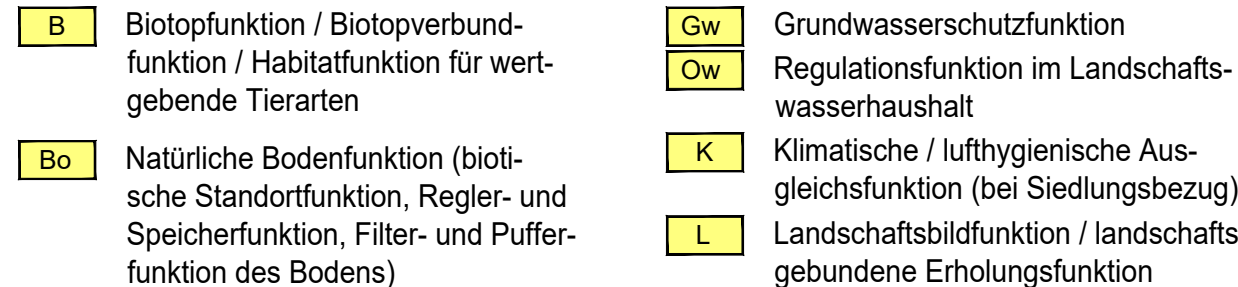 B Biotopfunktion / Biotopverbund-
funktion / Habitatfunktion für wert-
gebende Tierarten
Bo Natürliche Bodenfunktion (bioti-
sche Standortfunktion, Regler- und
Speicherfunktion, Filter- und Puffer-
funktion des Bodens)
Gw Grundwasserschutzfunktion
Ow Regulationsfunktion im Landschafts-
wasserhaushalt
K Klimatische / lufthygienische Aus-
gleichsfunktion (bei Siedlungsbezug)
L Landschaftsbildfunktion / landschafts
gebundene Erholungsfunktion